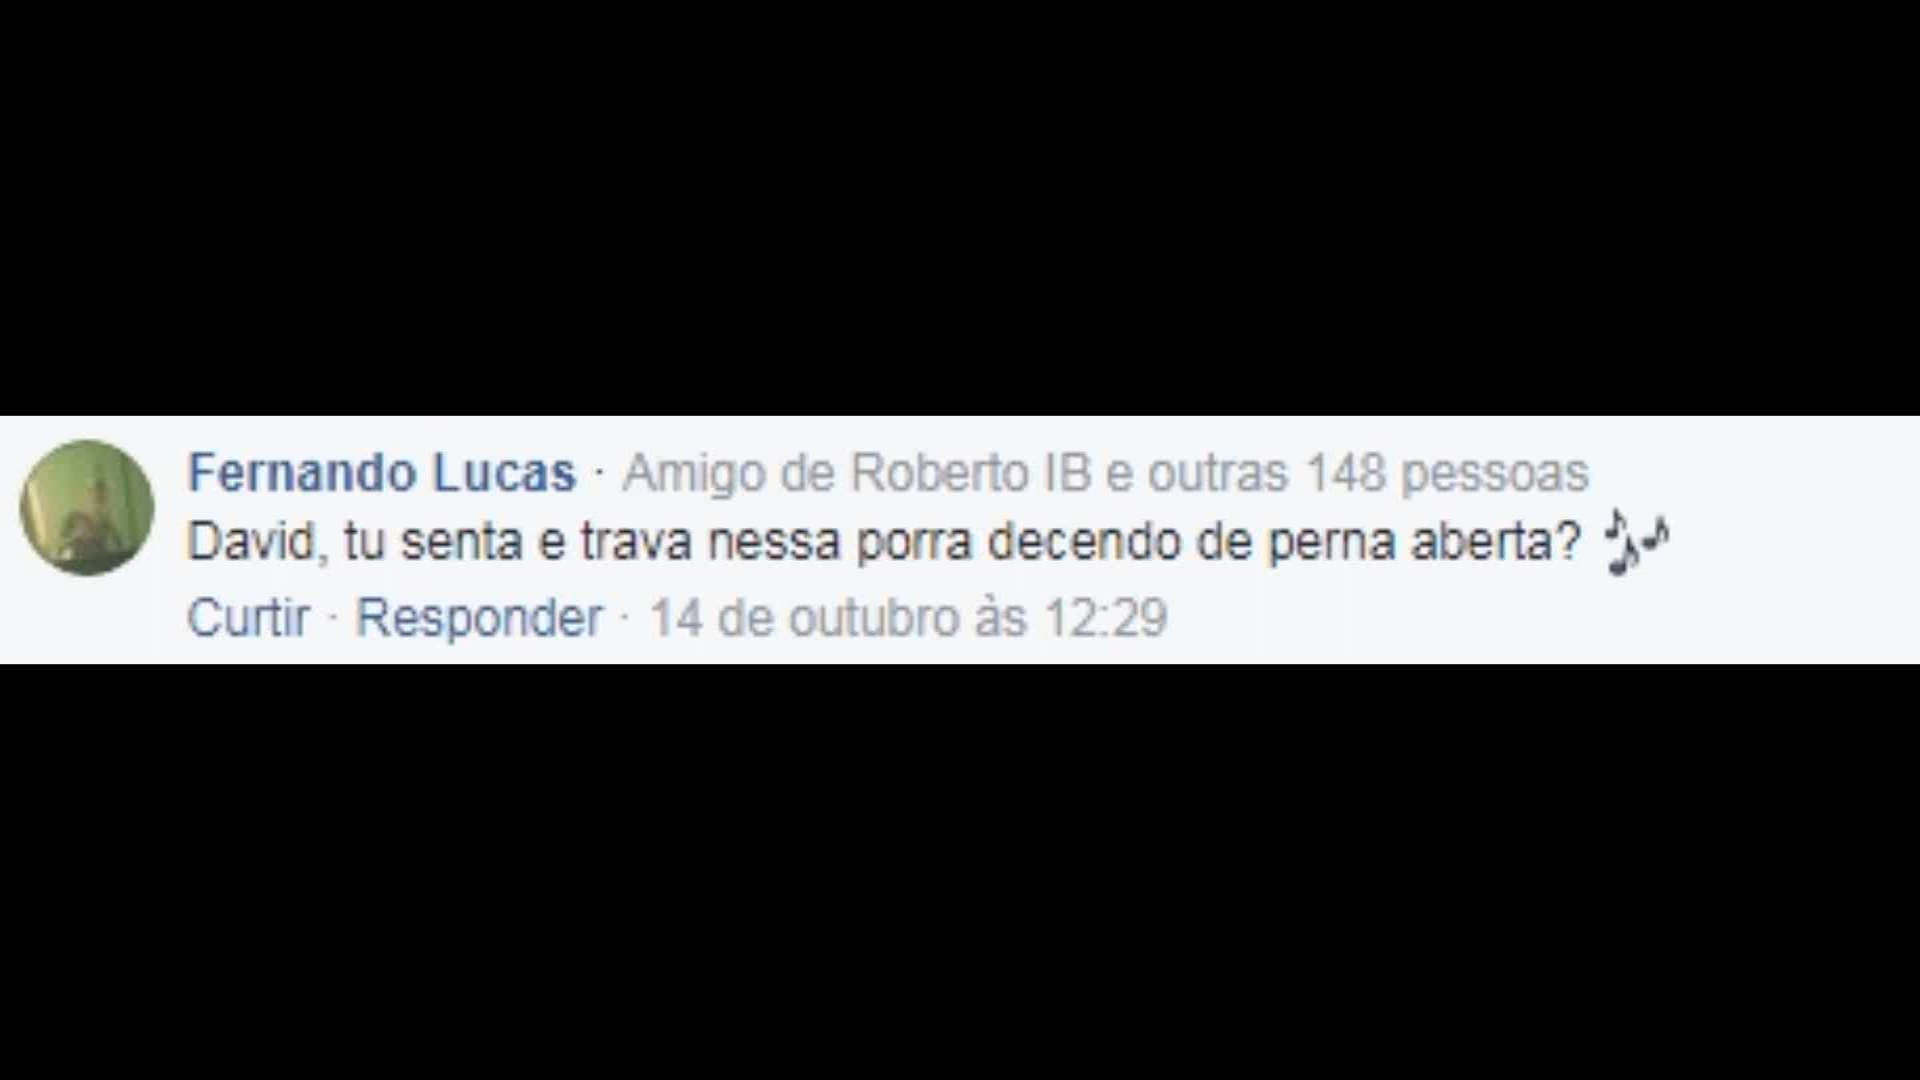 Fernando Lucas · Amigo de Roberto IB e outras 148 pessoas
David, tu senta e trava nessa porra decendo de perna aberta? 🎶
Curtir · Responder · 14 de outubro às 12:29